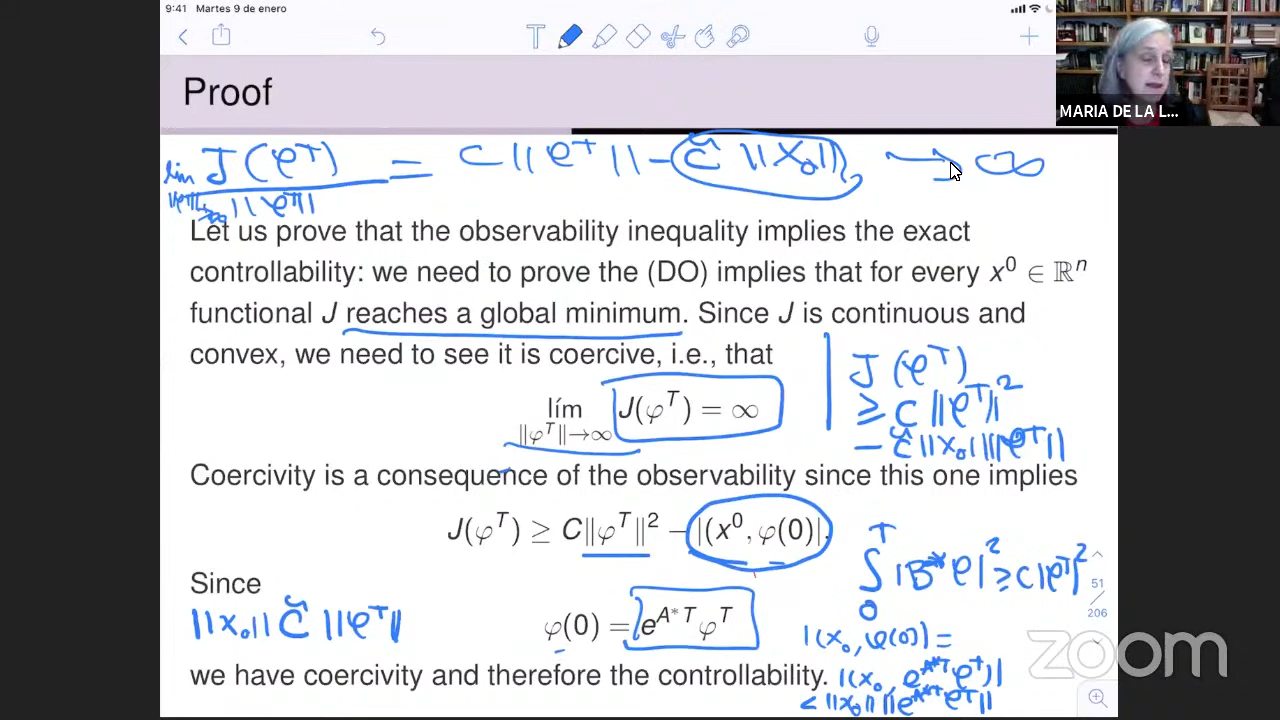 9:41 Martes 9 de enero
MARIA DE LA L...
Proof
lim J(φᵀ) = C ||φᵀ|| − C̃ ||x₀|| → ∞
||φᵀ||→∞ ||φᵀ||
Let us prove that the observability inequality implies the exact
controllability: we need to prove the (DO) implies that for every x⁰ ∈ ℝⁿ
functional J reaches a global minimum. Since J is continuous and
convex, we need to see it is coercive, i.e., that
lím J(φᵀ) = ∞
‖φᵀ‖→∞
J(φᵀ)
≥ C ||φᵀ||²
− C̃ ||x₀|| ||φᵀ||
Coercivity is a consequence of the observability since this one implies
J(φᵀ) ≥ C‖φᵀ‖² − |(x⁰, φ(0)|.
∫₀ᵀ |B*φ|² ≥ C|φᵀ|²
51
206
Since
||x₀|| C̃ ||φᵀ||
φ(0) = e^{A*T}φᵀ
|(x₀, φ(0)| =
we have coercivity and therefore the controllability.
|(x₀, e^{A*T} φᵀ)|
≤ ||x₀|| ||e^{A*T} φᵀ||
zoom